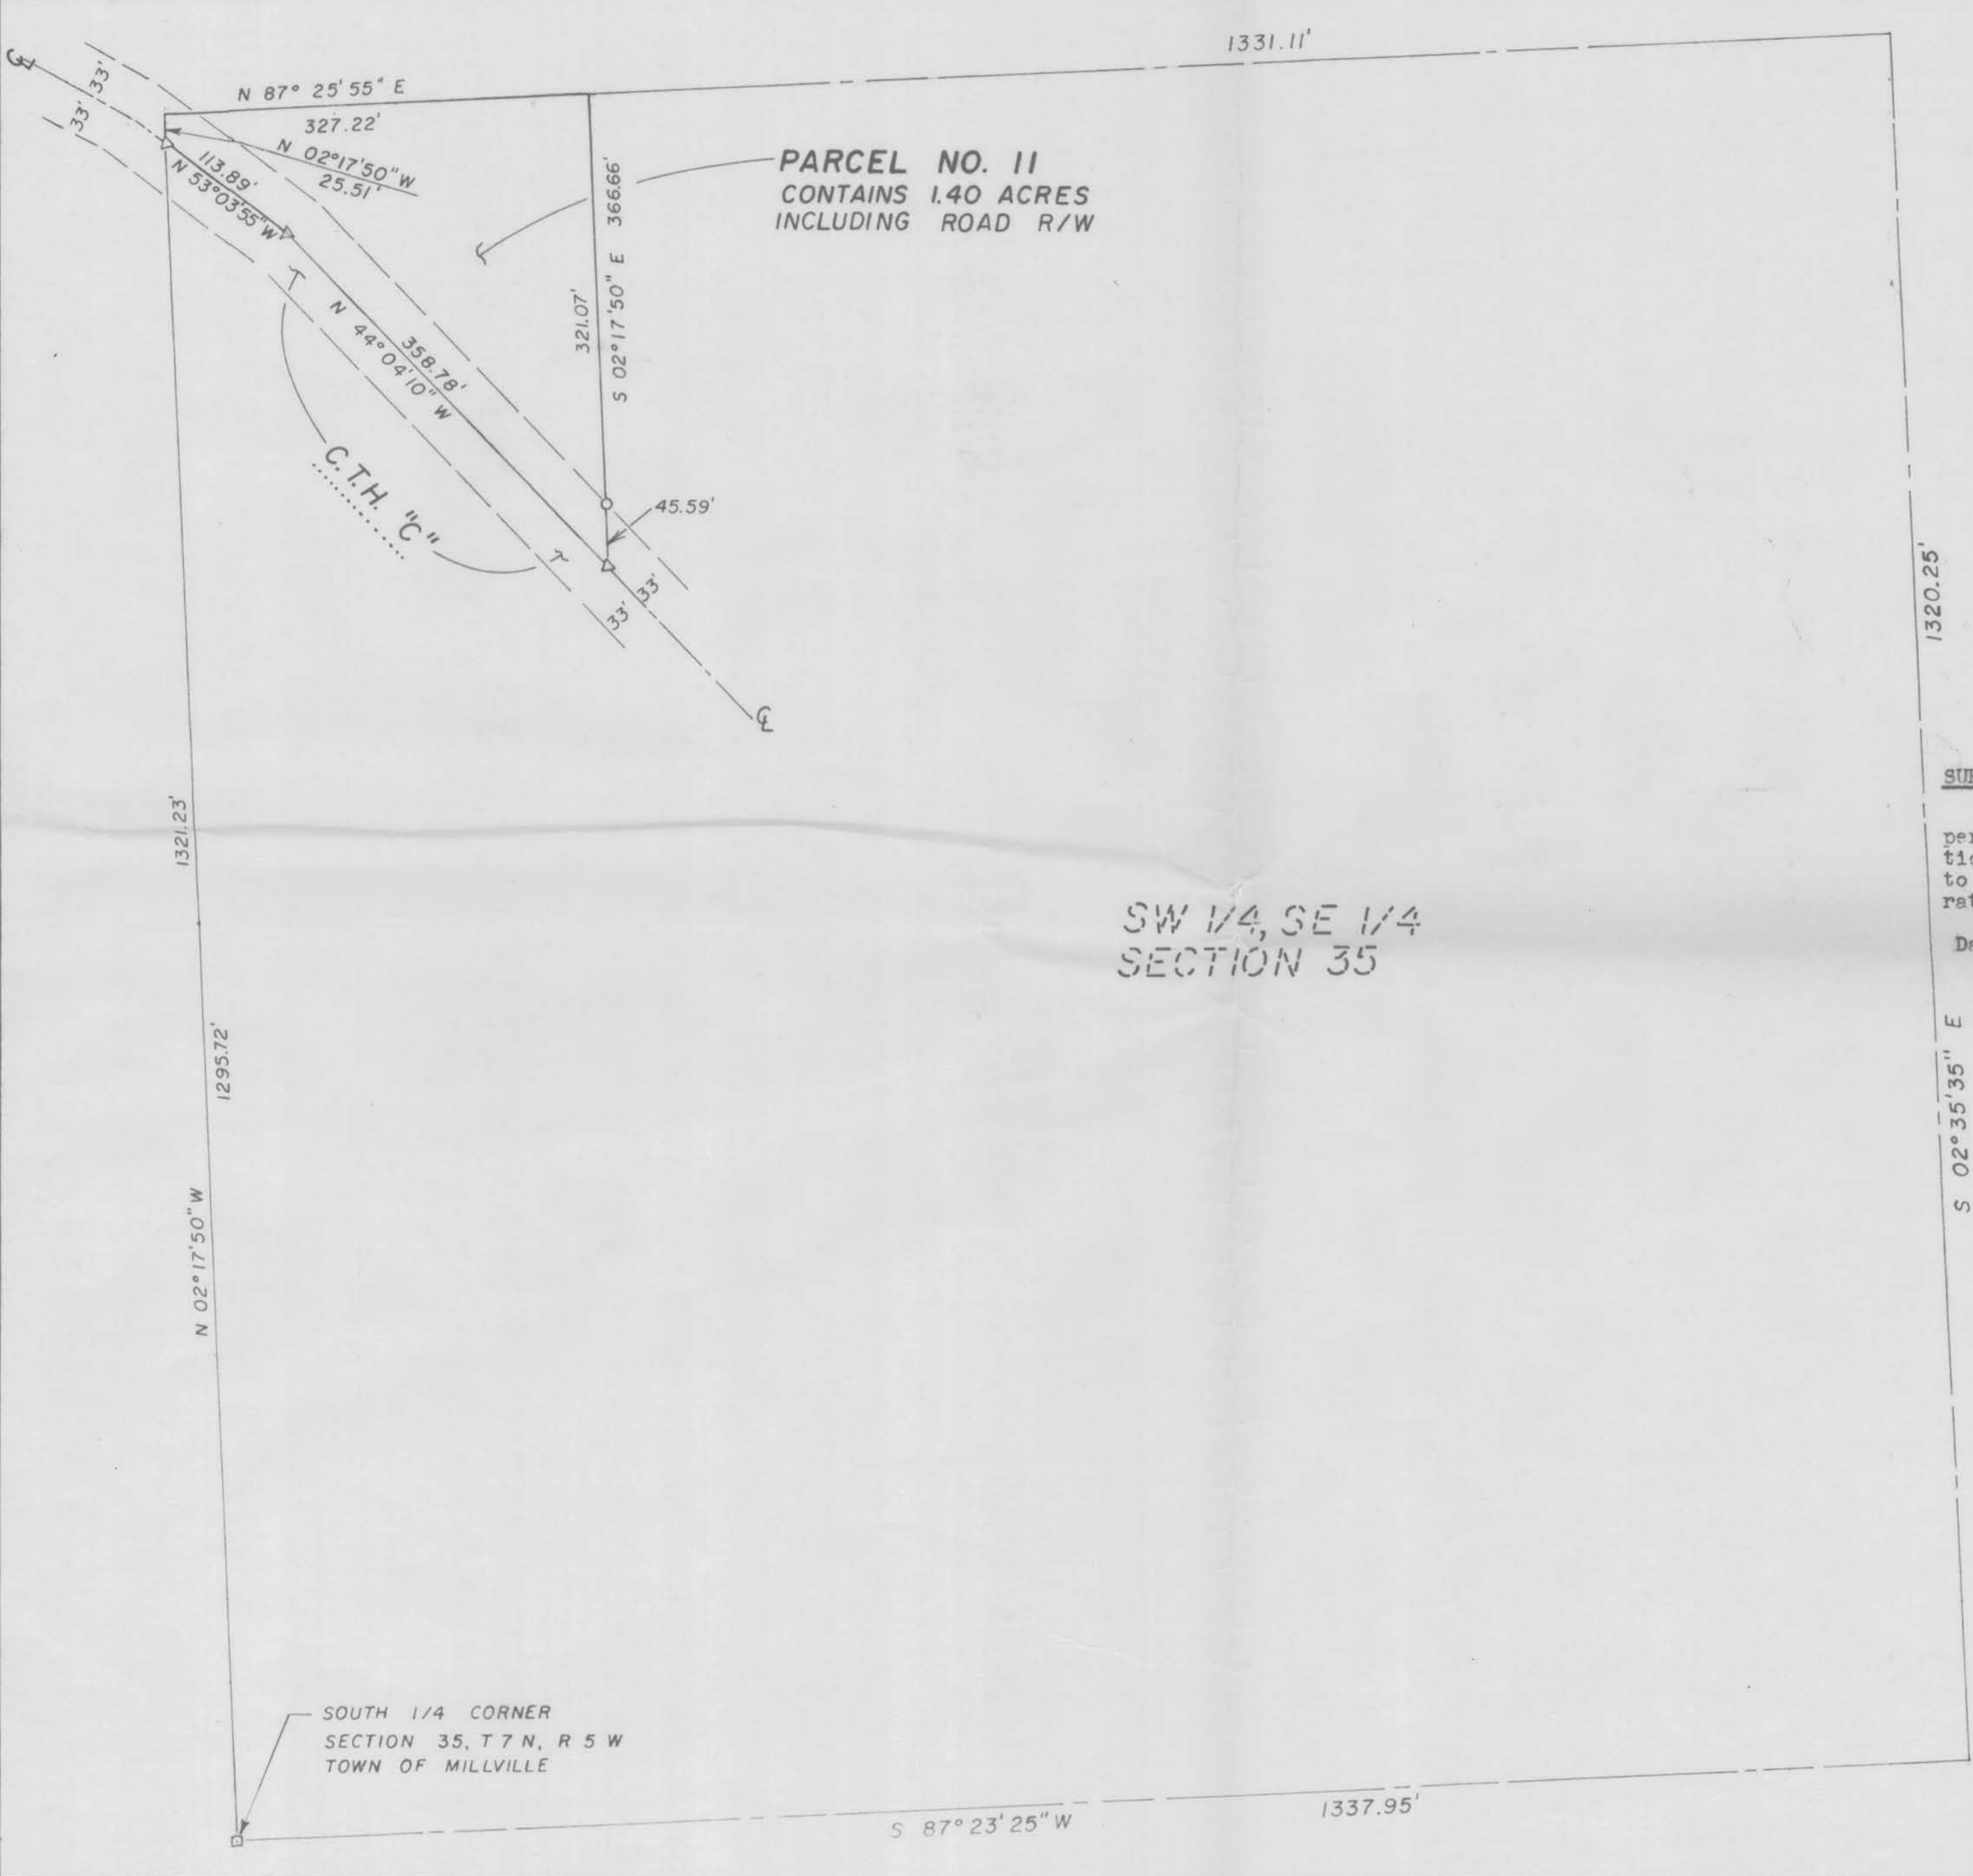 1331.11'
33'
33'
N 87° 25' 55" E
327.22'
N 02°17'50" W
25.51'
113.89'
N 53°03'55" W
PARCEL NO. 11
CONTAINS 1.40 ACRES
INCLUDING ROAD R/W
S 02°17'50" E 366.66'
321.07'
358.78'
N 44°04'10" W
C.T.H. "C"
45.59'
33'
33'
1320.25'
S 02°35'35" E
1321.23'
1295.72'
N 02°17'50" W
to
SW 1/4, SE 1/4
SECTION 35
SOUTH 1/4 CORNER
SECTION 35, T 7 N, R 5 W
TOWN OF MILLVILLE
S 87°23'25" W
1337.95'